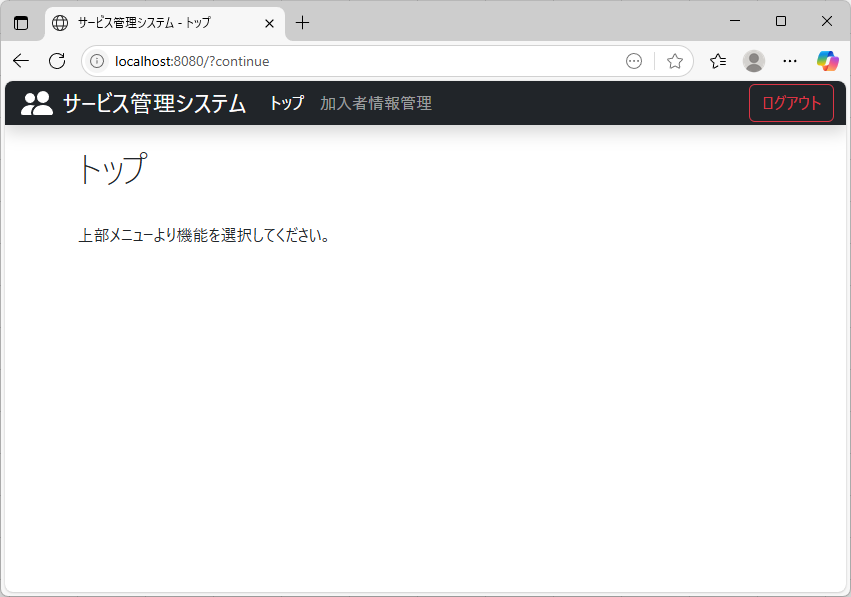 サービス管理システム - トップ
localhost:8080/?continue
サービス管理システム トップ 加入者情報管理 ログアウト
トップ
上部メニューより機能を選択してください。